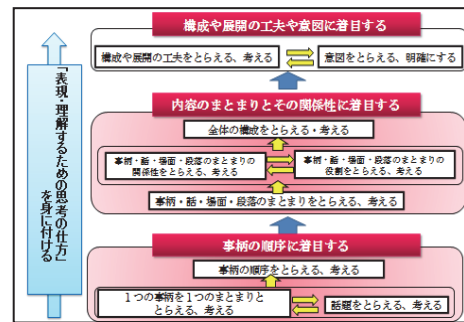 構成や展開の工夫や意図に着目する
構成や展開の工夫をとらえる、考える
意図をとらえる、明確にする
内容のまとまりとその関係性に着目する
全体の構成をとらえる・考える
事柄・話・場面・段落のまとまりの
関係性をとらえる、考える
事柄・話・場面・段落のまとまりの
役割をとらえる、考える
事柄・話・場面・段落のまとまりをとらえる、考える
事柄の順序に着目する
事柄の順序をとらえる、考える
1つの事柄を1つのまとまりと
とらえる、考える
話題をとらえる、考える
「表現・理解するための思考の仕方」
を身に付ける